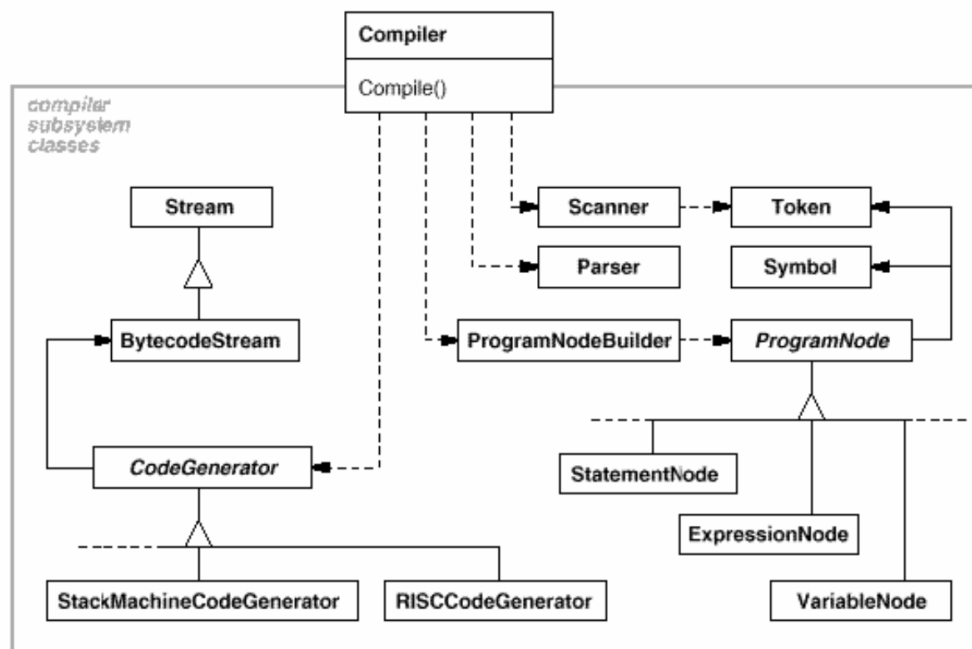 Compiler
Compile()
compiler
subsystem
classes
Stream
Scanner
Token
Parser
Symbol
BytecodeStream
ProgramNodeBuilder
ProgramNode
CodeGenerator
StatementNode
ExpressionNode
StackMachineCodeGenerator
RISCCodeGenerator
VariableNode